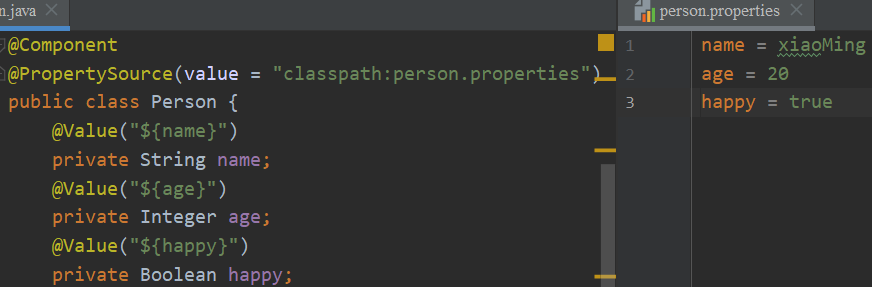 n.java
@Component
@PropertySource(value = "classpath:person.properties")
public class Person {
@Value("${name}")
private String name;
@Value("${age}")
private Integer age;
@Value("${happy}")
private Boolean happy;
person.properties
1 name = xiaoMing
2 age = 20
3 happy = true